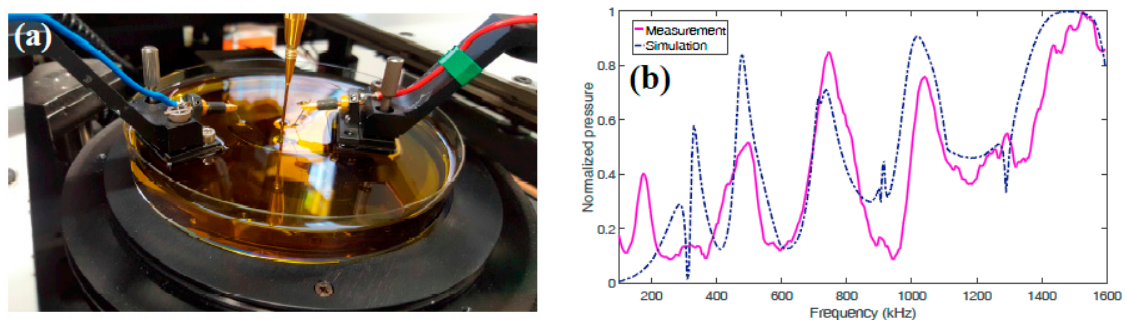 (a)
(b)
Measurement
Simulation
Normalized pressure
1
0.8
0.6
0.4
0.2
0
200 400 600 800 1000 1200 1400 1600
Frequency (kHz)